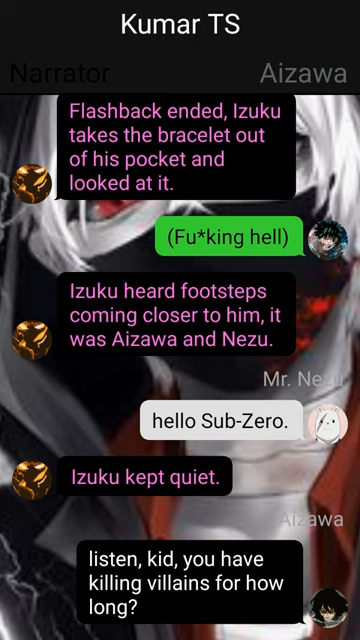 Kumar TS
Narrator
Aizawa
Flashback ended, Izuku
takes the bracelet out
of his pocket and
looked at it.
(Fu*king hell)
Izuku heard footsteps
coming closer to him, it
was Aizawa and Nezu.
Mr. Nezu
hello Sub-Zero.
Izuku kept quiet.
Aizawa
listen, kid, you have
killing villains for how
long?